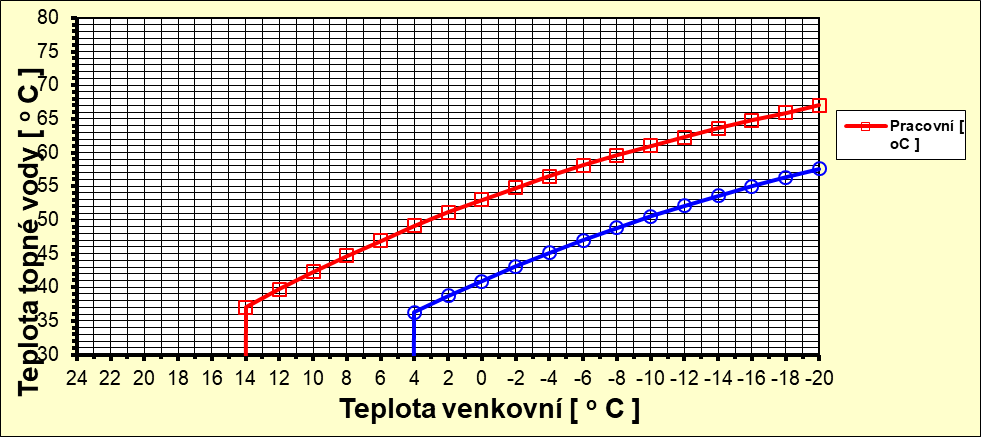 80
75
70
65
60
55
50
45
40
35
30
Teplota topné vody [ o C ]
24 22 20 18 16 14 12 10 8 6 4 2 0 -2 -4 -6 -8 -10 -12 -14 -16 -18 -20
Teplota venkovní [ o C ]
Pracovní [
oC ]